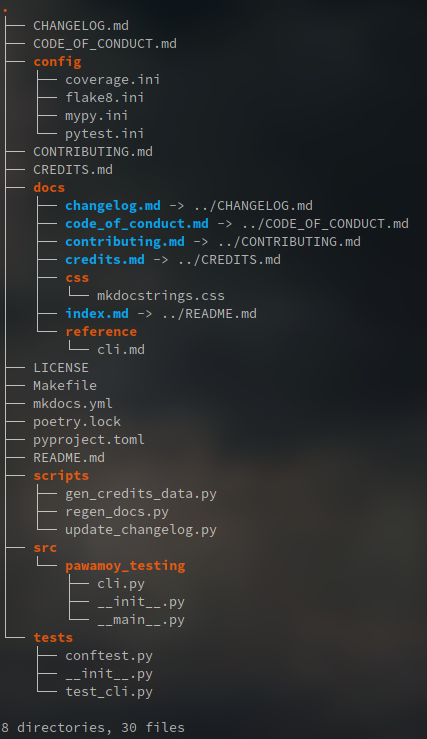 .
├── CHANGELOG.md
├── CODE_OF_CONDUCT.md
├── config
│   ├── coverage.ini
│   ├── flake8.ini
│   ├── mypy.ini
│   └── pytest.ini
├── CONTRIBUTING.md
├── CREDITS.md
├── docs
│   ├── changelog.md -> ../CHANGELOG.md
│   ├── code_of_conduct.md -> ../CODE_OF_CONDUCT.md
│   ├── contributing.md -> ../CONTRIBUTING.md
│   ├── credits.md -> ../CREDITS.md
│   ├── css
│   │   └── mkdocstrings.css
│   ├── index.md -> ../README.md
│   └── reference
│       └── cli.md
├── LICENSE
├── Makefile
├── mkdocs.yml
├── poetry.lock
├── pyproject.toml
├── README.md
├── scripts
│   ├── gen_credits_data.py
│   ├── regen_docs.py
│   └── update_changelog.py
├── src
│   └── pawamoy_testing
│       ├── cli.py
│       ├── __init__.py
│       └── __main__.py
└── tests
    ├── conftest.py
    ├── __init__.py
    └── test_cli.py
8 directories, 30 files